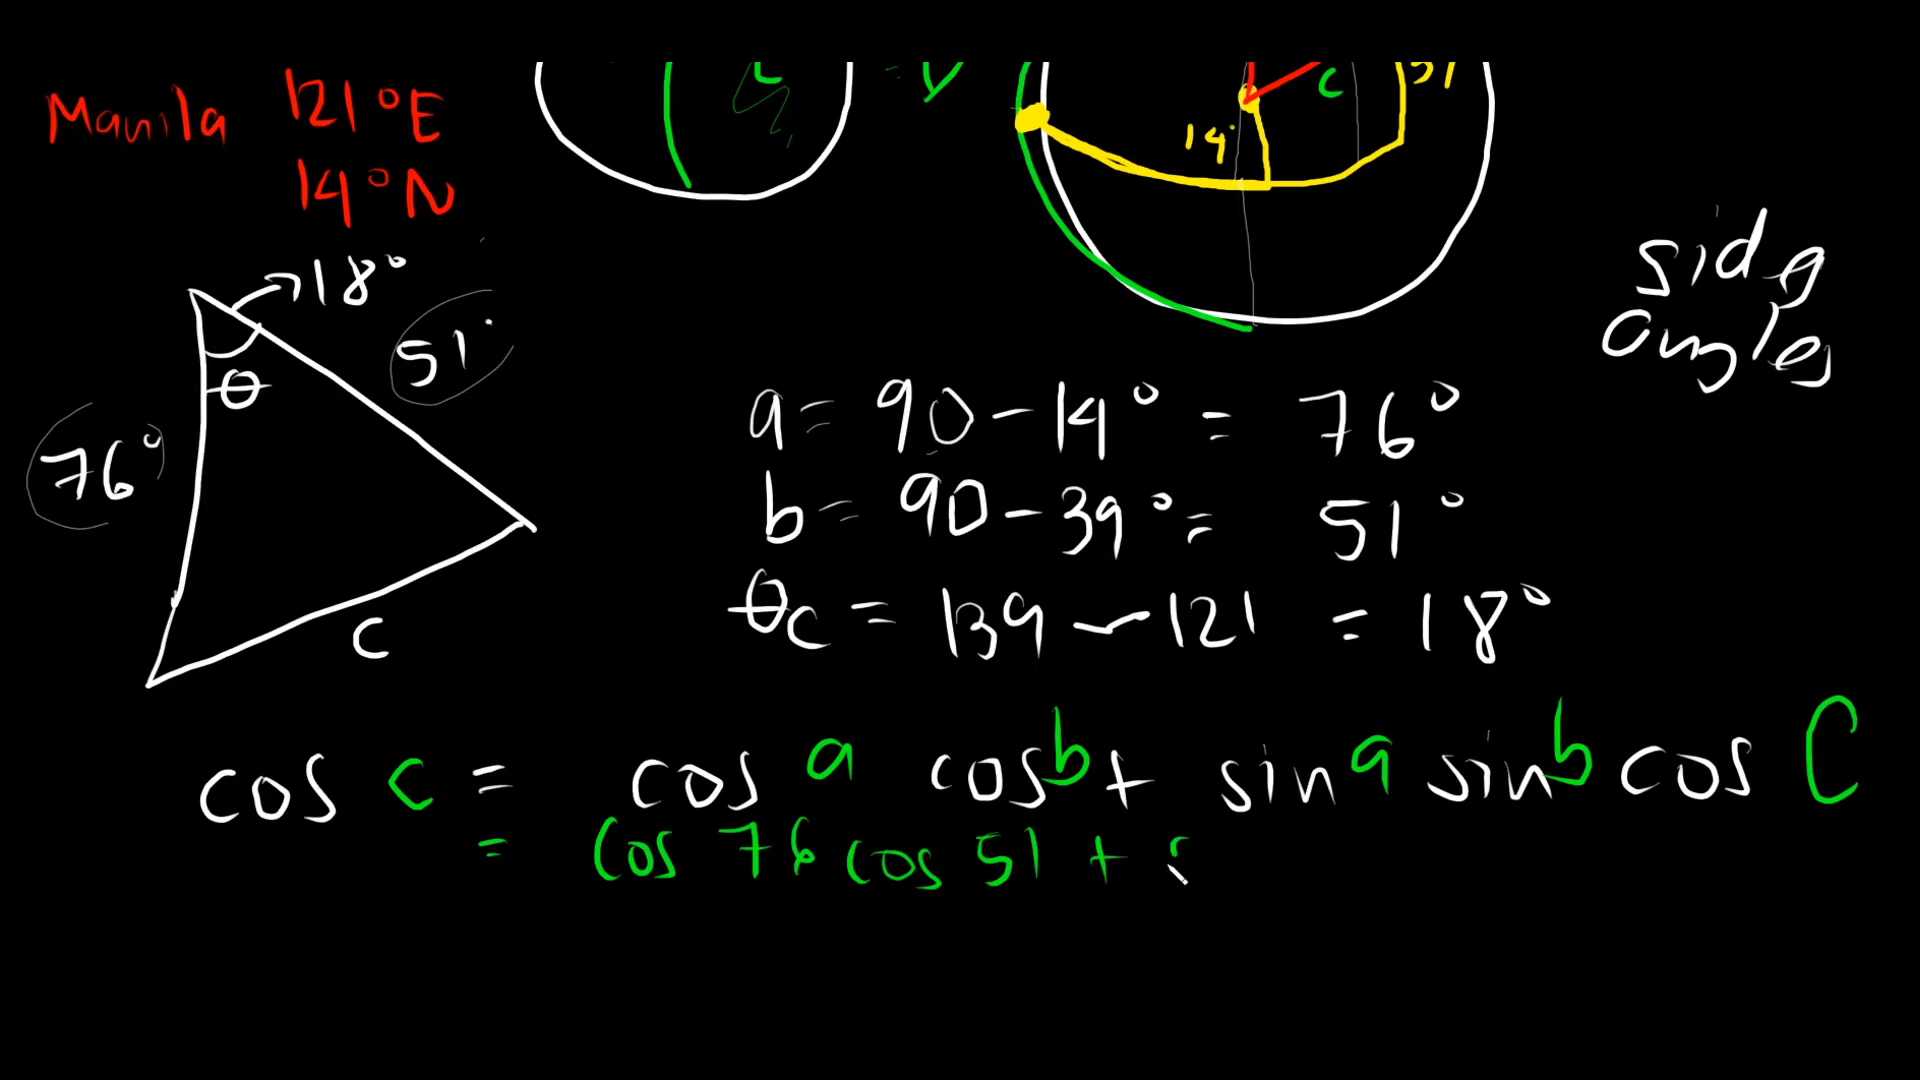 Manila 121°E
14°N
C
14°
18°
51°
θ
76°
C
side
angles
a = 90 - 14° = 76°
b = 90 - 39° = 51°
θc = 139 - 121 = 18°
cos c = cos a cos b + sin a sin b cos C
= cos 76 cos 51 +